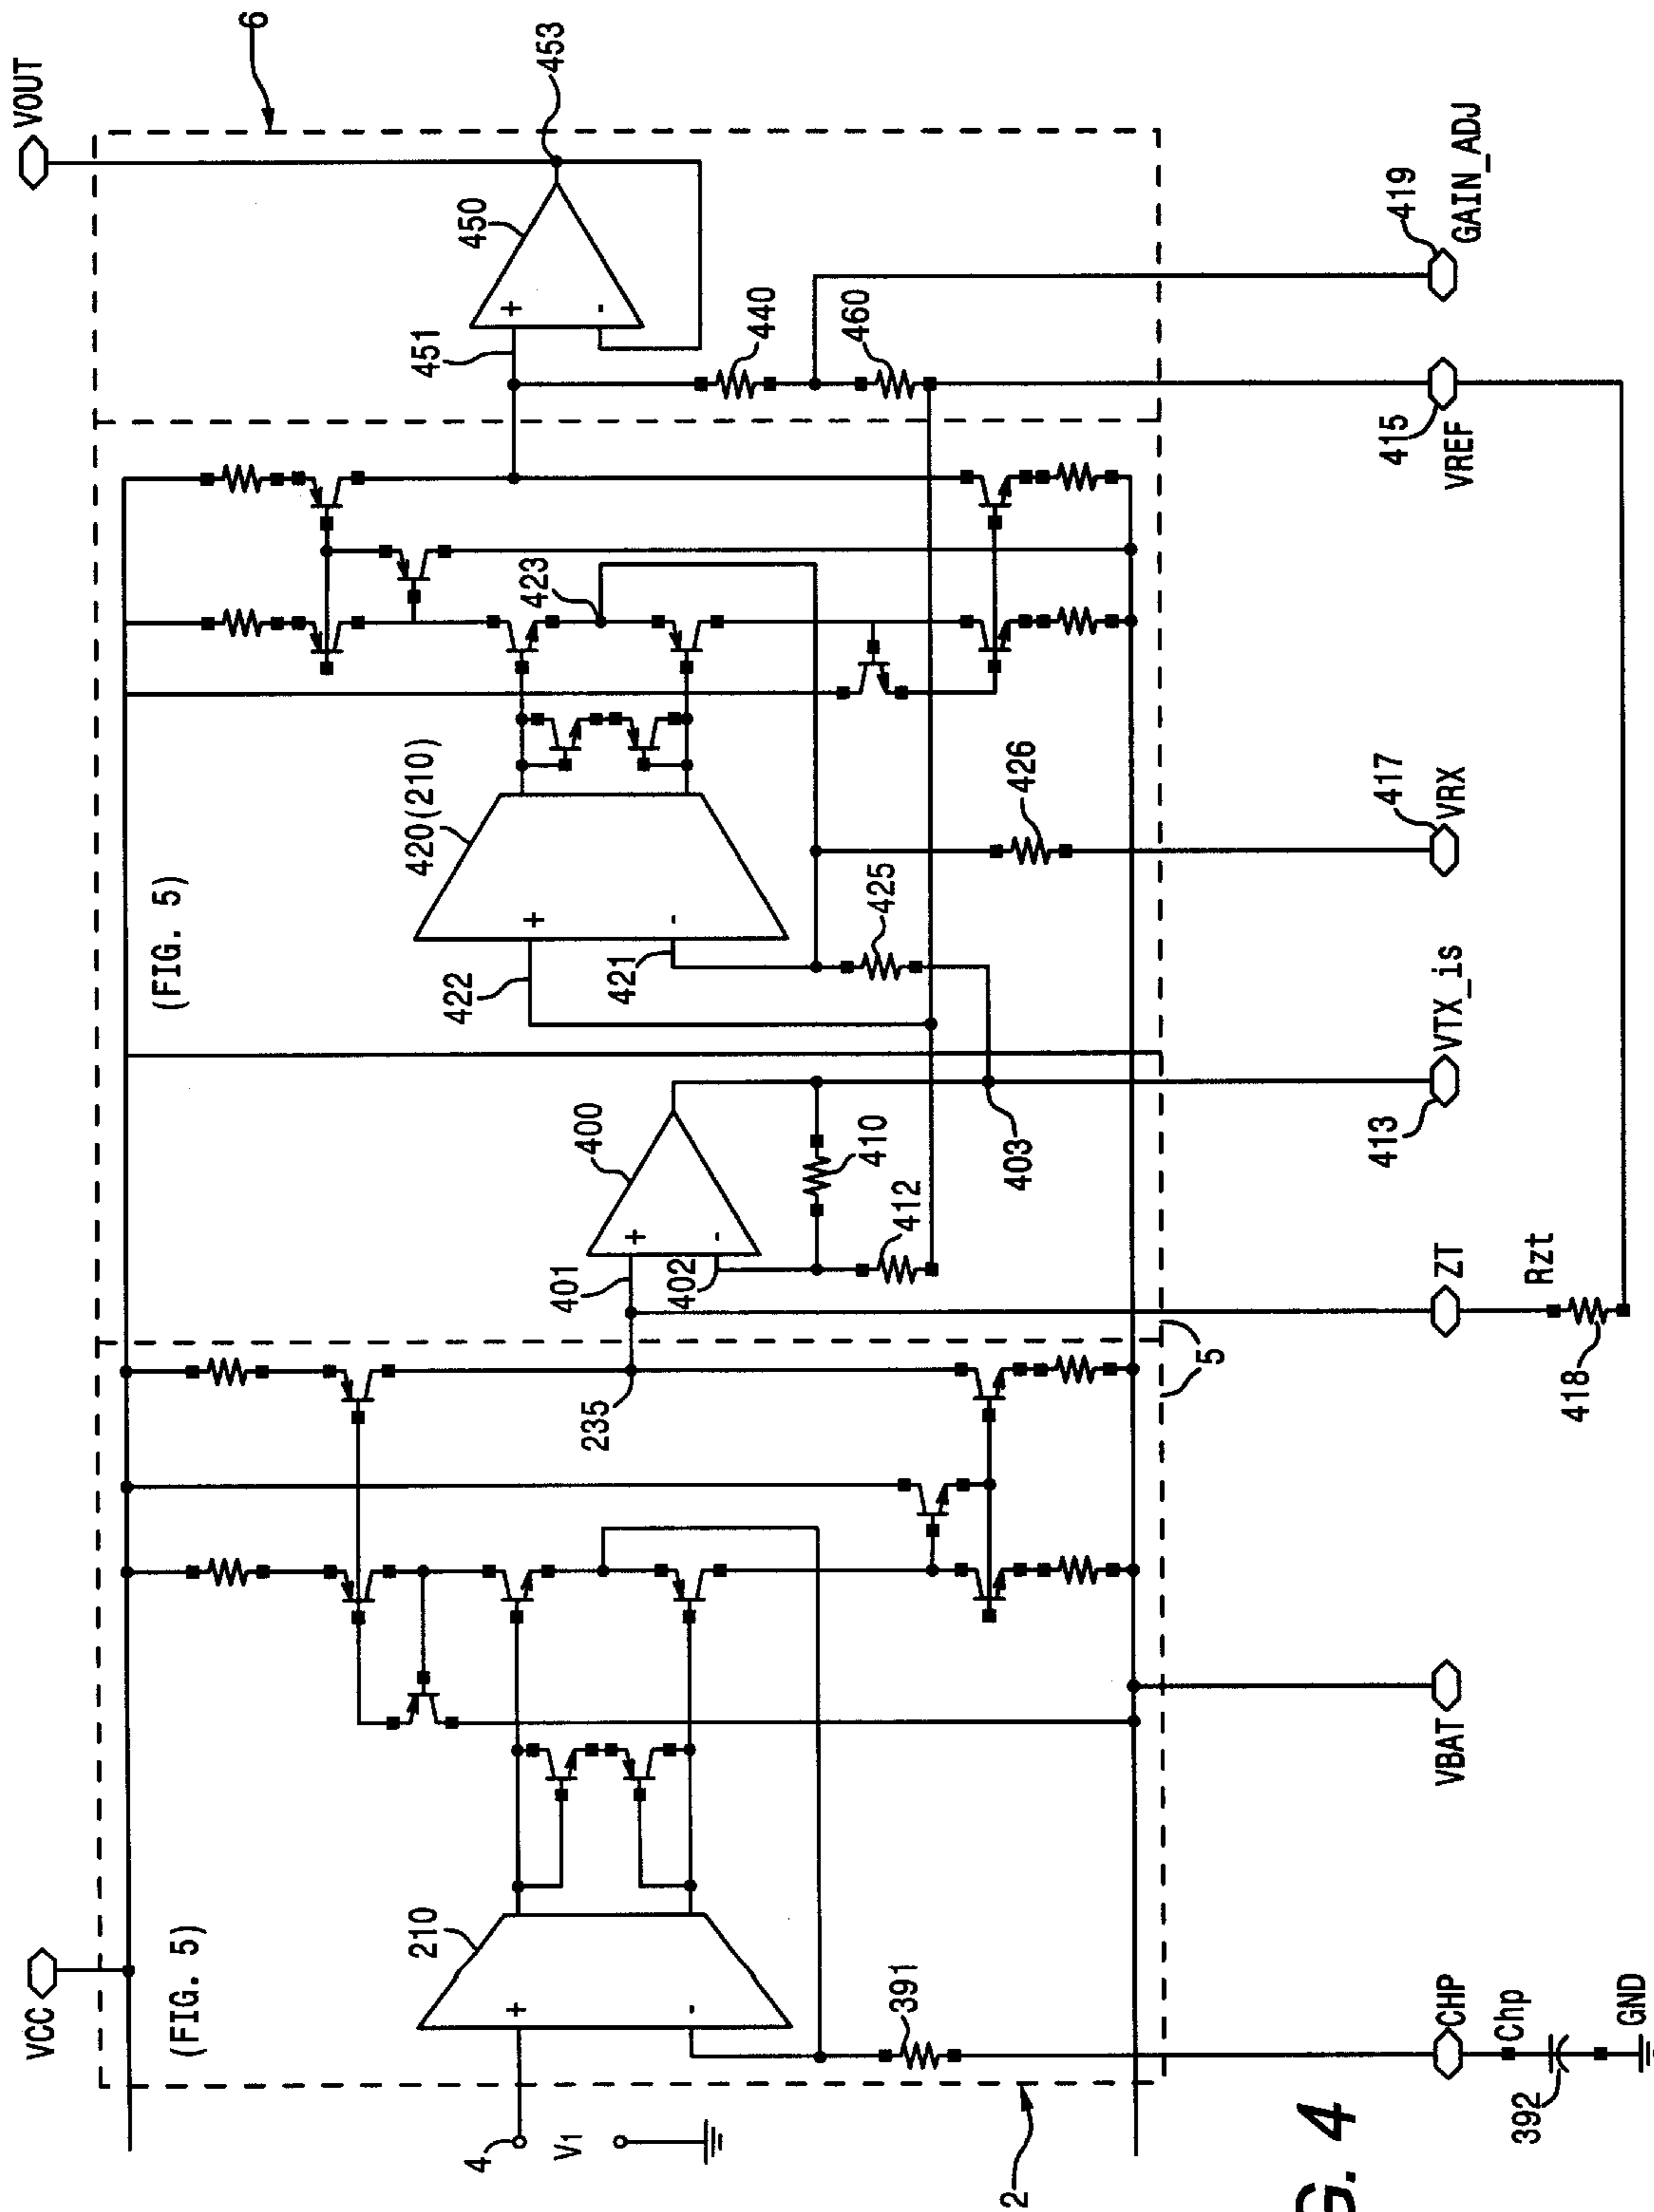 VOUT
6
453
450
451
+
-
440
460
419
GAIN_ADJ
415
VREF
423
420(210)
(FIG. 5)
+
-
422
421
425
426
417
VRX
400
401
402
+
-
410
412
403
413
VTX_is
235
5
ZT
Rzt
418
VCC
(FIG. 5)
210
+
-
391
VBAT
CHP
Chp
392
GND
4
V1
2
G. 4